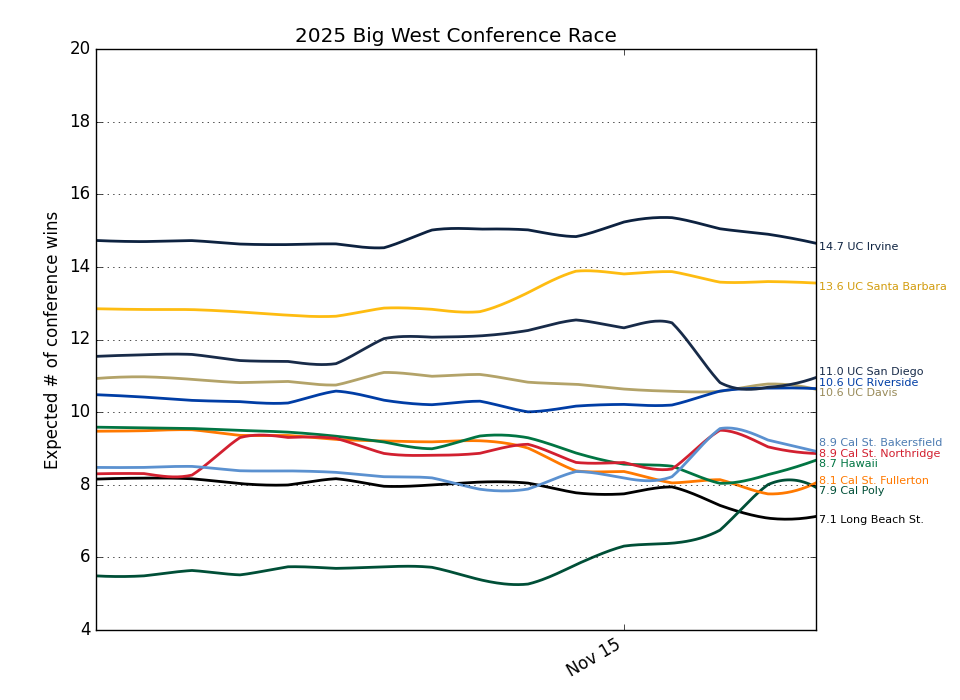 2025 Big West Conference Race
Expected # of conference wins
20
18
16
14
12
10
8
6
4
Nov 15
14.7 UC Irvine
13.6 UC Santa Barbara
11.0 UC San Diego
10.6 UC Riverside
10.6 UC Davis
8.9 Cal St. Bakersfield
8.9 Cal St. Northridge
8.7 Hawaii
8.1 Cal St. Fullerton
7.9 Cal Poly
7.1 Long Beach St.